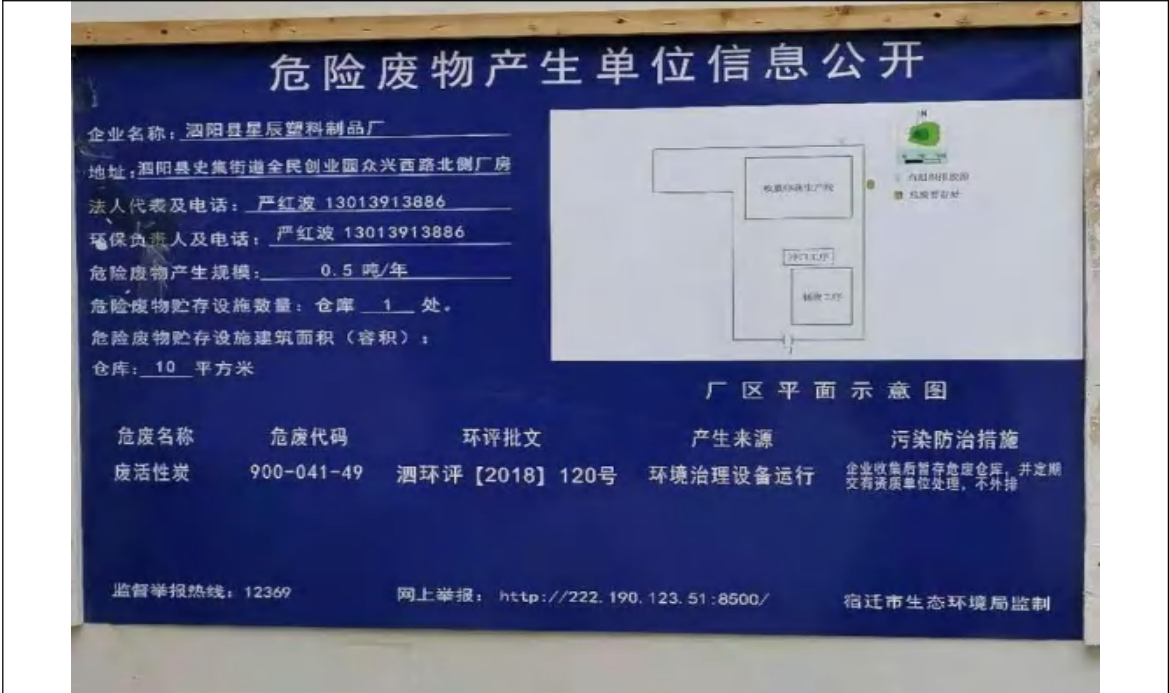 危险废物产生单位信息公开
企业名称：泗阳县星辰塑料制品厂
地址：泗阳县史集街道全民创业园众兴西路北侧厂房
法人代表及电话：严红波 13013913886
环保负责人及电话：严红波 13013913886
危险废物产生规模：0.5 吨/年
危险废物贮存设施数量：仓库 1 处。
危险废物贮存设施建筑面积（容积）：
仓库：10 平方米
N
危废暂存处
厂区平面示意图
危废名称 危废代码 环评批文 产生来源 污染防治措施
废活性炭 900-041-49 泗环评【2018】120号 环境治理设备运行 企业收集后暂存危废仓库，并定期
交有资质单位处理，不外排
监督举报热线：12369 网上举报：http://222.190.123.51:8500/ 宿迁市生态环境局监制